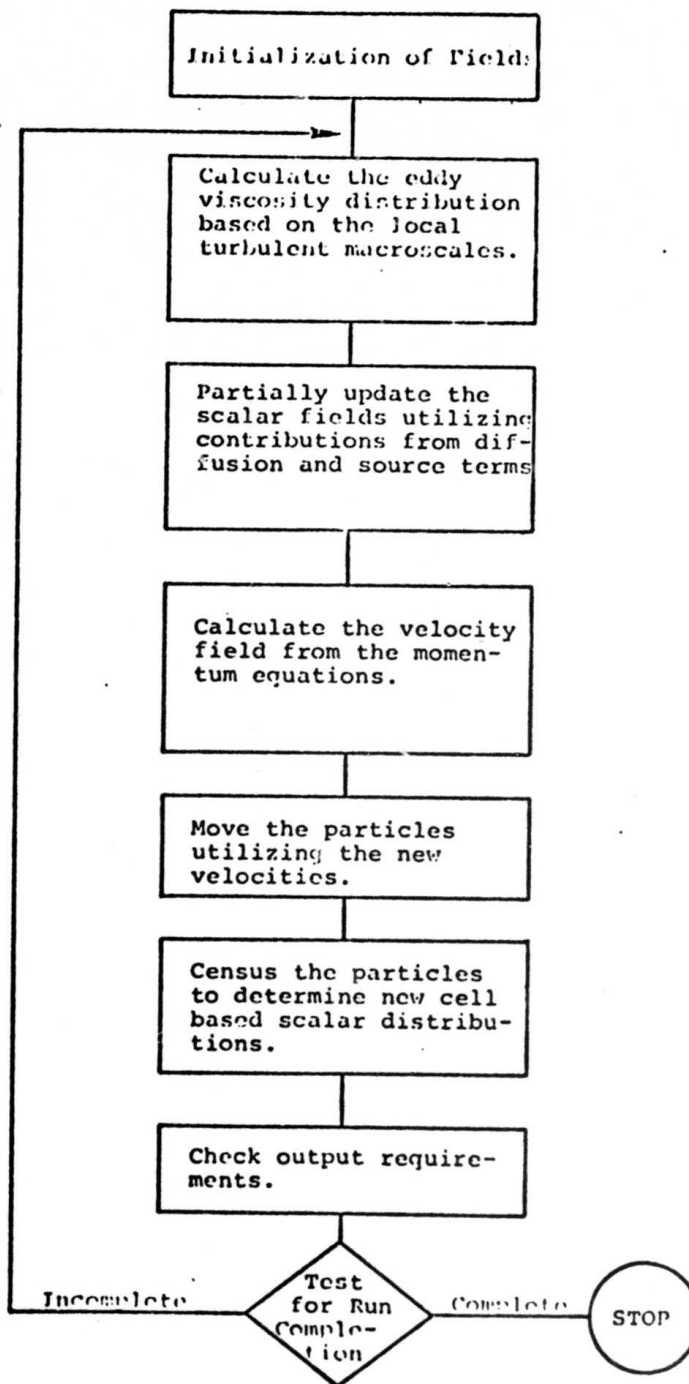 Initialization of Fields
Calculate the eddy
viscosity distribution
based on the local
turbulent macroscales.
Partially update the
scalar fields utilizing
contributions from dif-
fusion and source terms
Calculate the velocity
field from the momen-
tum equations.
Move the particles
utilizing the new
velocities.
Census the particles
to determine new cell
based scalar distribu-
tions.
Check output require-
ments.
Test
for Run
Comple-
tion
Incomplete
Complete
STOP